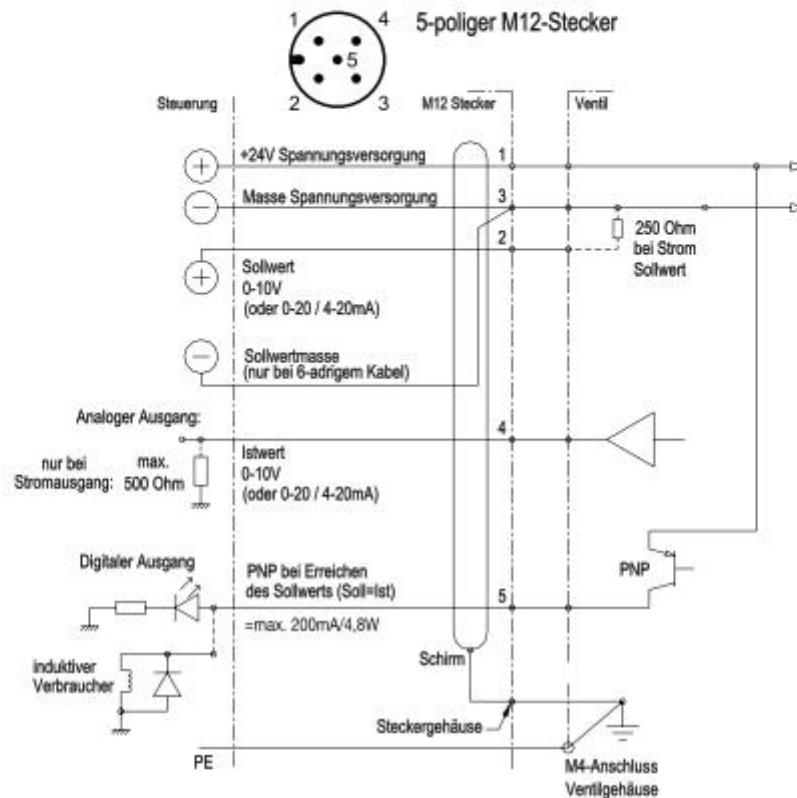 5-poliger M12-Stecker
1
4
5
2
3
Steuerung
M12 Stecker
Ventil
+24V Spannungsversorgung
1
Masse Spannungsversorgung
3
2
250 Ohm
bei Strom
Sollwert
Sollwert
0-10V
(oder 0-20 / 4-20mA)
Sollwertmasse
(nur bei 6-adrigem Kabel)
Analoger Ausgang:
4
nur bei
Stromausgang:
max.
500 Ohm
Istwert
0-10V
(oder 0-20 / 4-20mA)
Digitaler Ausgang
PNP bei Erreichen
des Sollwerts (Soll=Ist)
5
PNP
=max. 200mA/4,8W
induktiver
Verbraucher
Schirm
Steckergehäuse
PE
M4-Anschluss
Ventilgehäuse